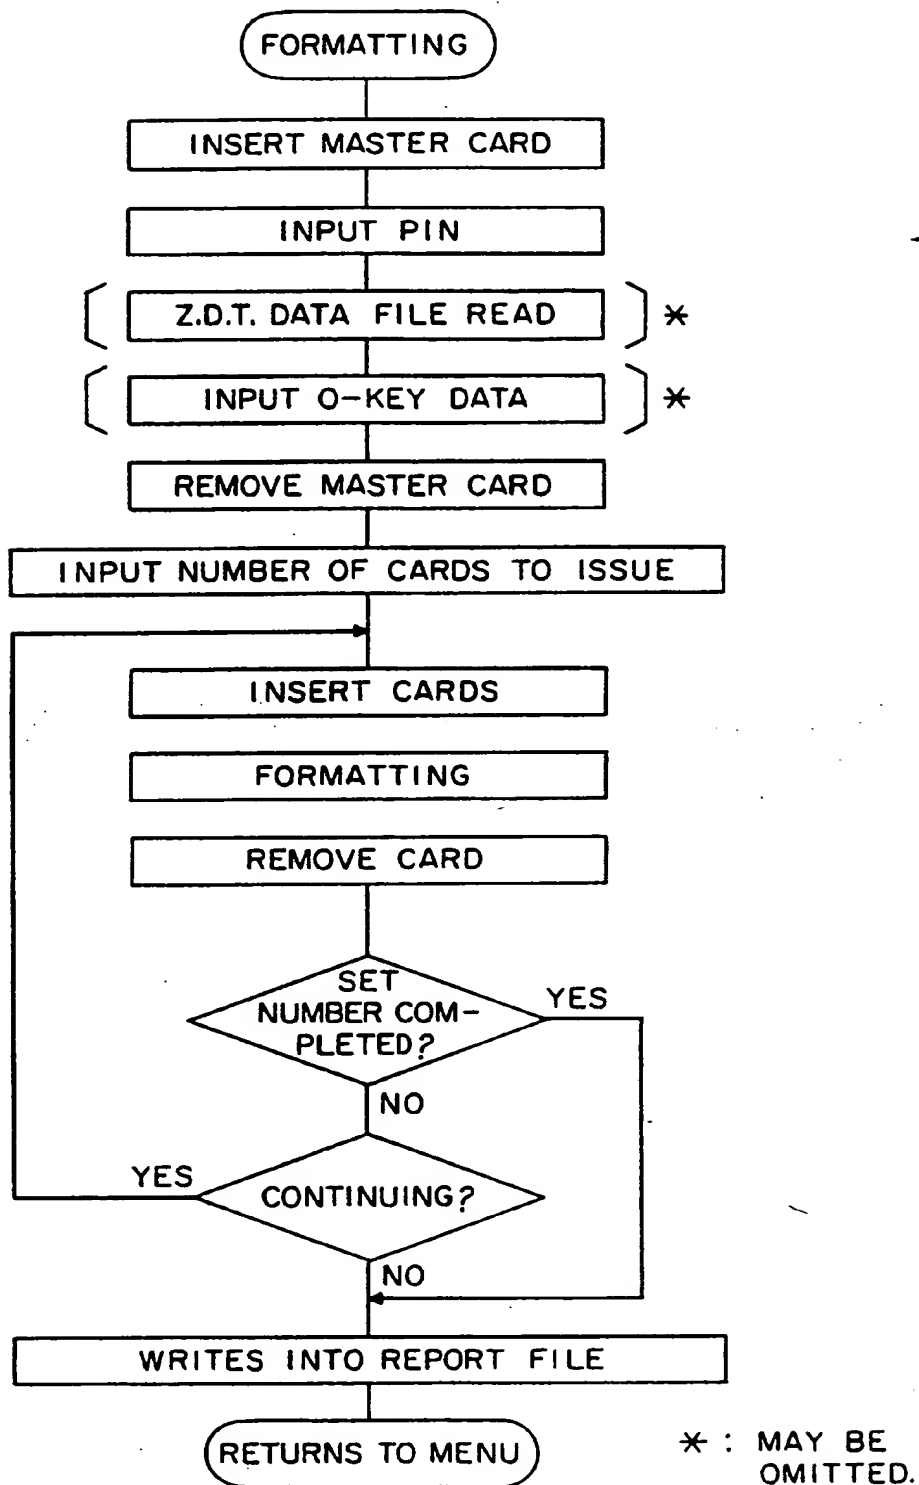 FORMATTING
INSERT MASTER CARD
INPUT PIN
Z.D.T. DATA FILE READ *
INPUT O-KEY DATA *
REMOVE MASTER CARD
INPUT NUMBER OF CARDS TO ISSUE
INSERT CARDS
FORMATTING
REMOVE CARD
SET
NUMBER COM-
PLETED?
YES
NO
YES
CONTINUING?
NO
WRITES INTO REPORT FILE
RETURNS TO MENU
* : MAY BE
OMITTED.